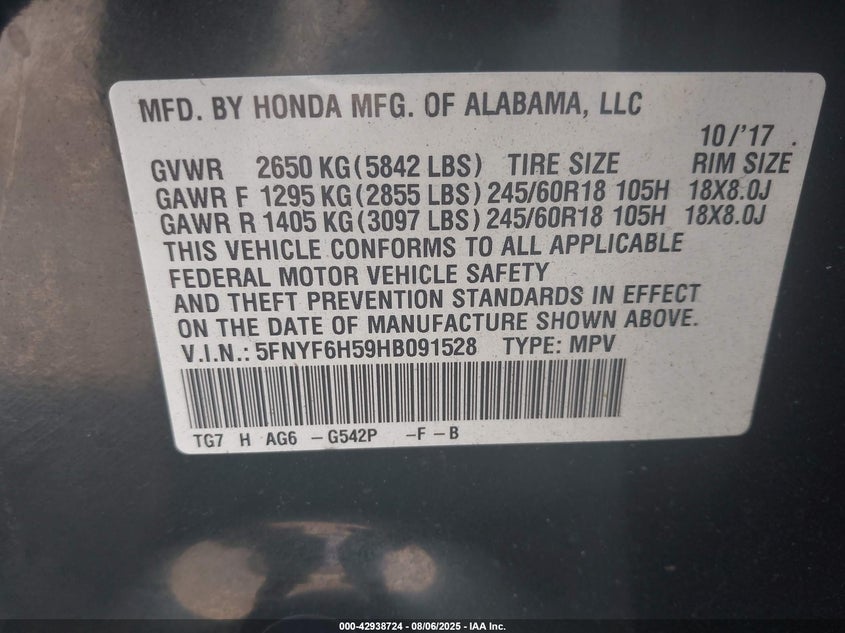 MFD. BY HONDA MFG. OF ALABAMA, LLC
10/'17
GVWR 2650 KG(5842 LBS) TIRE SIZE RIM SIZE
GAWR F 1295 KG(2855 LBS)245/60R18 105H 18X8.0J
GAWR R 1405 KG(3097 LBS)245/60R18 105H 18X8.0J
THIS VEHICLE CONFORMS TO ALL APPLICABLE
FEDERAL MOTOR VEHICLE SAFETY
AND THEFT PREVENTION STANDARDS IN EFFECT
ON THE DATE OF MANUFACTURE SHOWN ABOVE.
V.I.N.: 5FNYF6H59HB091528 TYPE: MPV
TG7 H AG6 -G542P -F-B
000-42938724 - 08/06/2025 - IAA Inc.